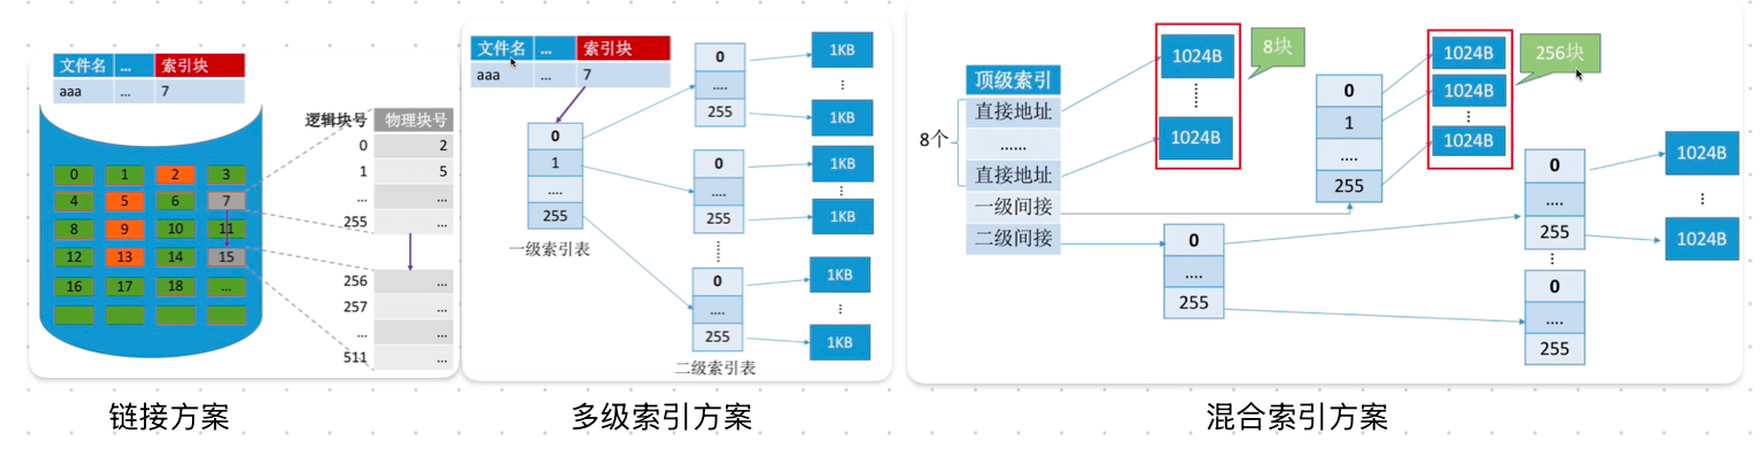 文件名 ... 索引块
aaa ... 7
逻辑块号 物理块号
0 2
1 5
... ...
255 ...
256 ...
257 ...
... ...
511 ...
0 1 2 3
4 5 6 7
8 9 10 11
12 13 14 15
16 17 18 ...
链接方案
文件名 ... 索引块
aaa ... 7
0
1
....
255
一级索引表
0
....
255
0
....
255
0
....
255
二级索引表
1KB
1KB
1KB
1KB
1KB
1KB
多级索引方案
顶级索引
8个
直接地址
......
直接地址
一级间接
二级间接
1024B
1024B
8块
0
1
....
255
1024B
1024B
1024B
256块
0
....
255
0
....
255
0
....
255
1024B
1024B
混合索引方案